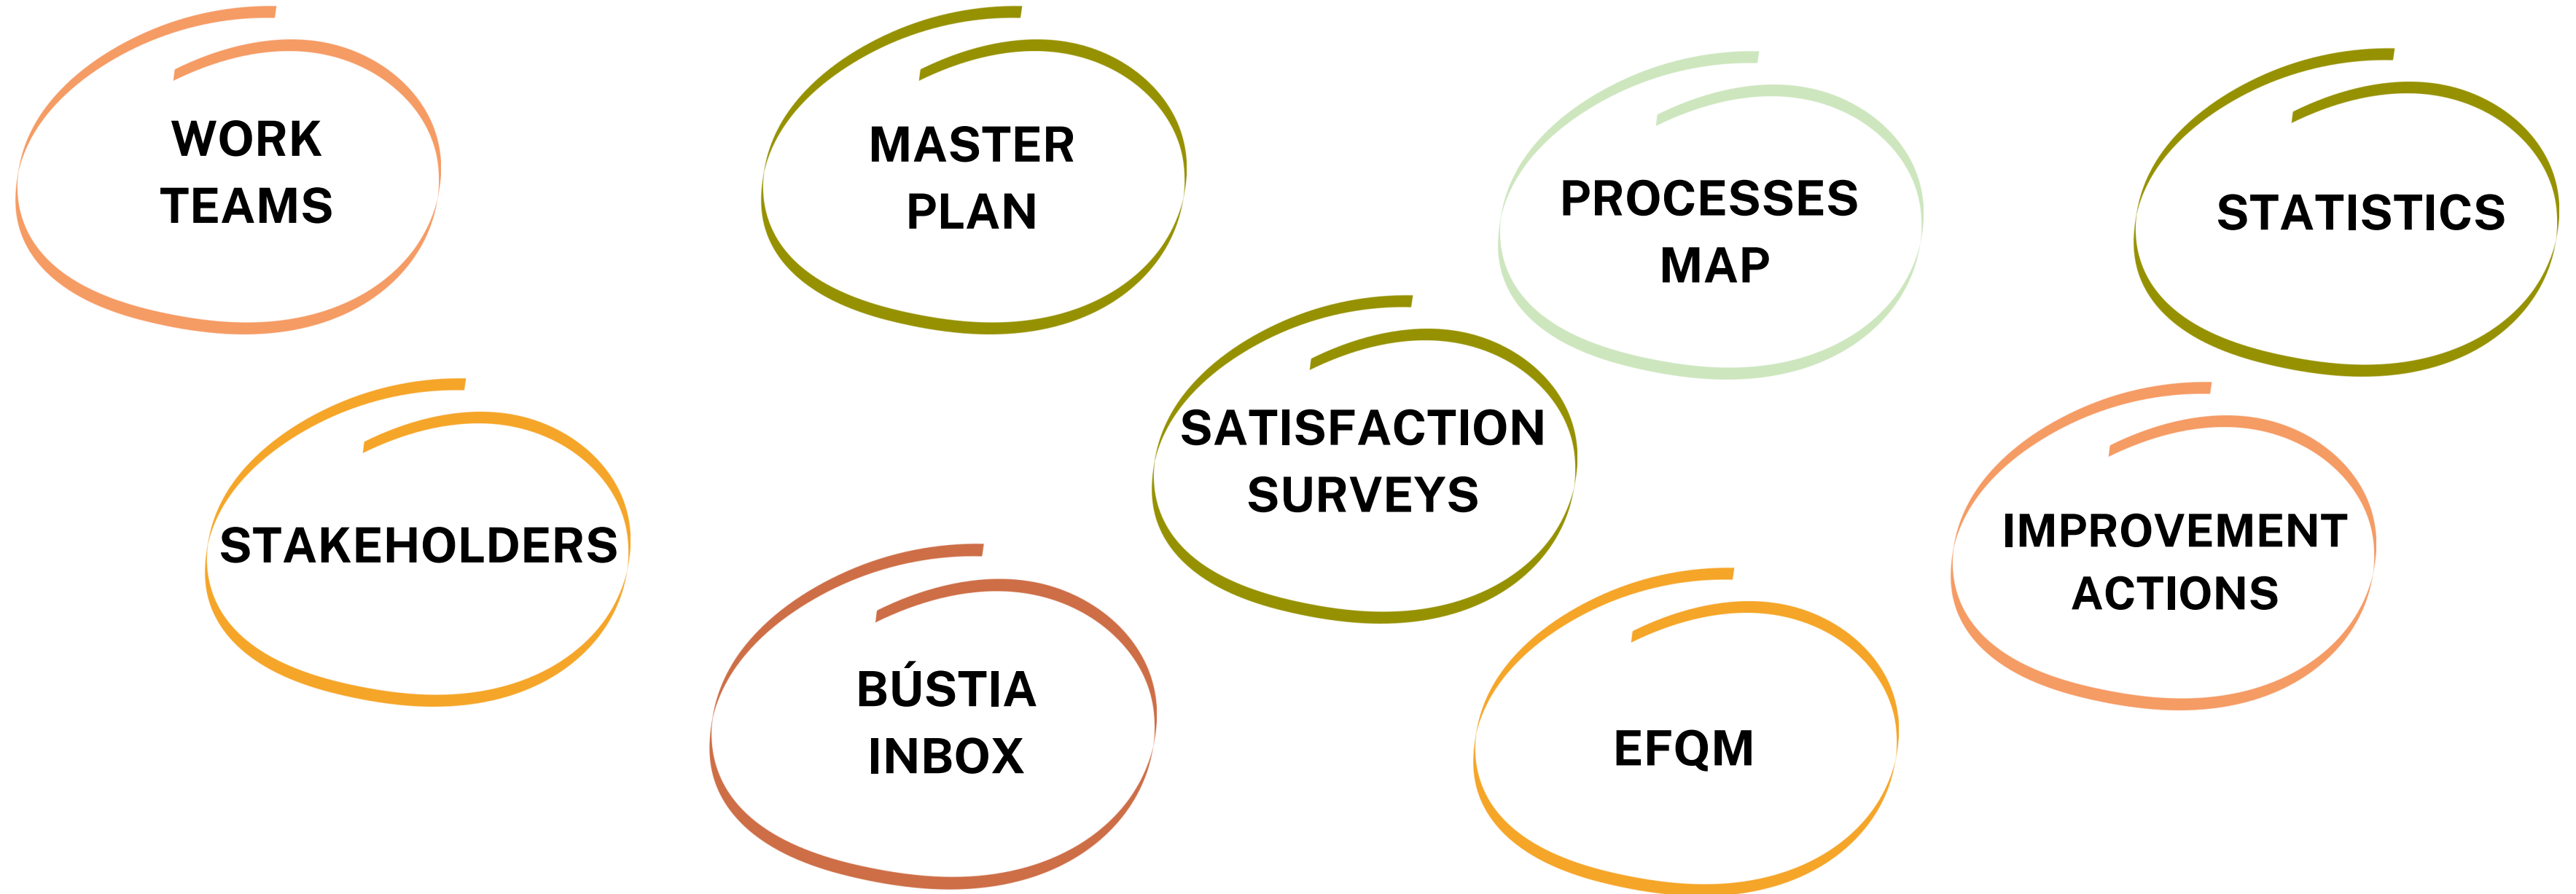 WORK
TEAMS
MASTER
PLAN
PROCESSES
MAP
STATISTICS
STAKEHOLDERS
SATISFACTION
SURVEYS
IMPROVEMENT
ACTIONS
BÚSTIA
INBOX
EFQM